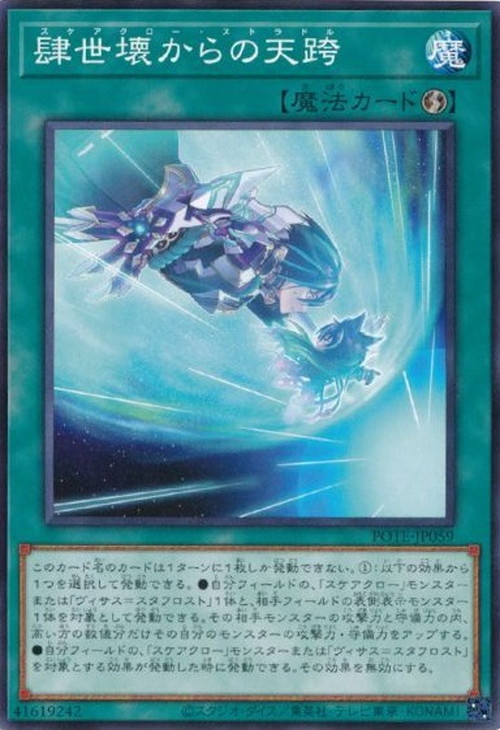 スケアクロー・ストラドル
肆世壊からの天跨
魔
【魔法カード】
POTE-JP059
このカード名のカードは1ターンに1枚しか発動できない。①:以下の効果から
1つを選択して発動できる。●自分フィールドの、「スケアクロー」モンスター
または「ヴィサス=スタフロスト」1体と、相手フィールドの表側表示モンスター
1体を対象として発動できる。その相手モンスターの攻撃力と守備力の内、
高い方の数値分だけその自分のモンスターの攻撃力・守備力をアップする。
●自分フィールドの、「スケアクロー」モンスターまたは「ヴィサス=スタフロスト」
を対象とする効果が発動した時に発動できる。その効果を無効にする。
41619242 ©スタジオ・ダイス/集英社・テレビ東京・KONAMI